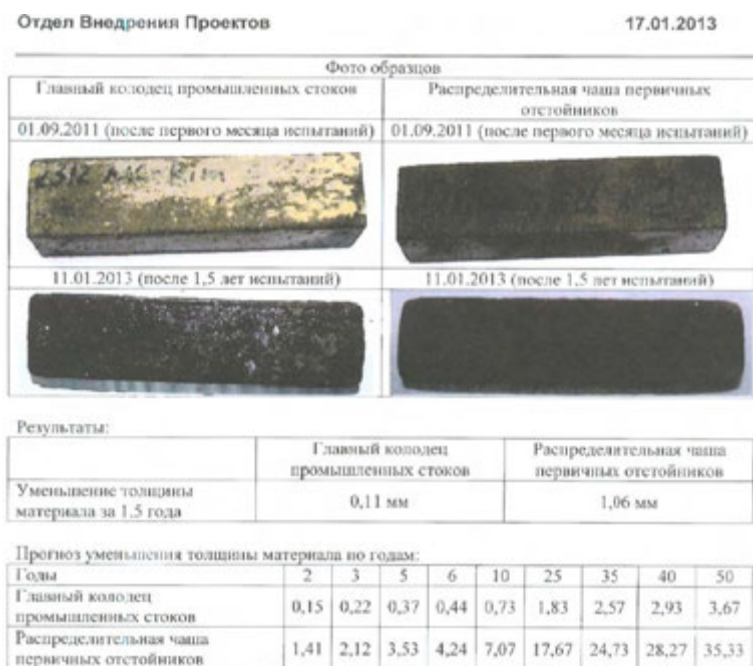 Отдел Внедрения Проектов 17.01.2013
Фото образцов
Главный колодец промышленных стоков Распределительная чаша первичных
отстойников
01.09.2011 (после первого месяца испытаний) 01.09.2011 (после первого месяца испытаний)
2312
11.01.2013 (после 1,5 лет испытаний) 11.01.2013 (после 1,5 лет испытаний)
Результаты:
Главный колодец Распределительная чаша
промышленных стоков первичных отстойников
Уменьшение толщины
материала за 1.5 года 0,11 мм 1,06 мм
Прогноз уменьшения толщины материала по годам:
Годы 2 3 5 6 10 25 35 40 50
Главный колодец
промышленных стоков 0,15 0,22 0,37 0,44 0,73 1,83 2,57 2,93 3,67
Распределительная чаша
первичных отстойников 1,41 2,12 3,53 4,24 7,07 17,67 24,73 28,27 35,33